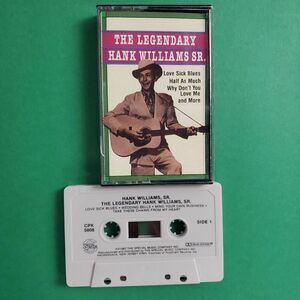 THE LEGENDARY
HANK WILLIAMS SR.
Love Sick Blues
Half As Much
Why Don't You
Love Me
and More
HANK WILLIAMS, SR.
THE LEGENDARY HANK WILLIAMS, SR.
LOVE SICK BLUES • WEDDING BELLS • MIND YOUR OWN BUSINESS •
TAKE THESE CHAINS FROM MY HEART
CPK
SIDE 1